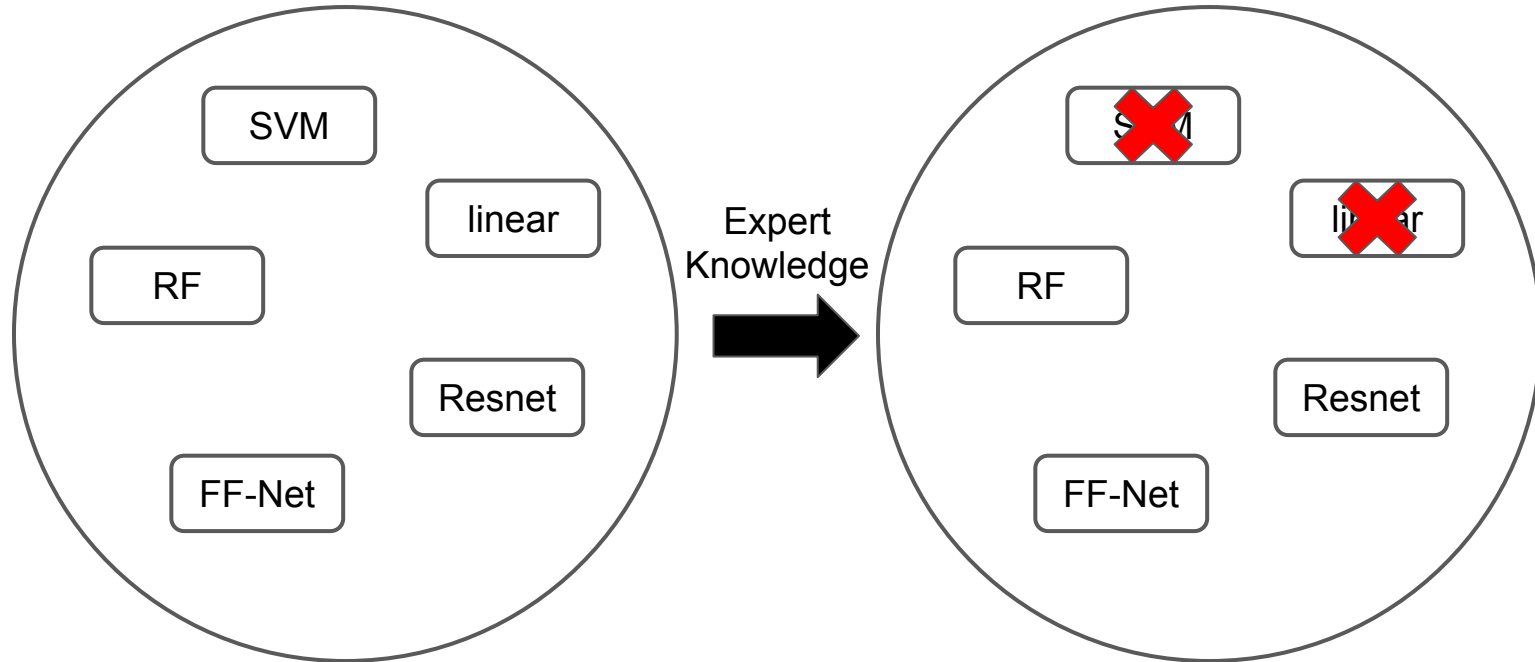 SVM
linear
RF
Resnet
FF-Net
Expert
Knowledge
RF
Resnet
FF-Net